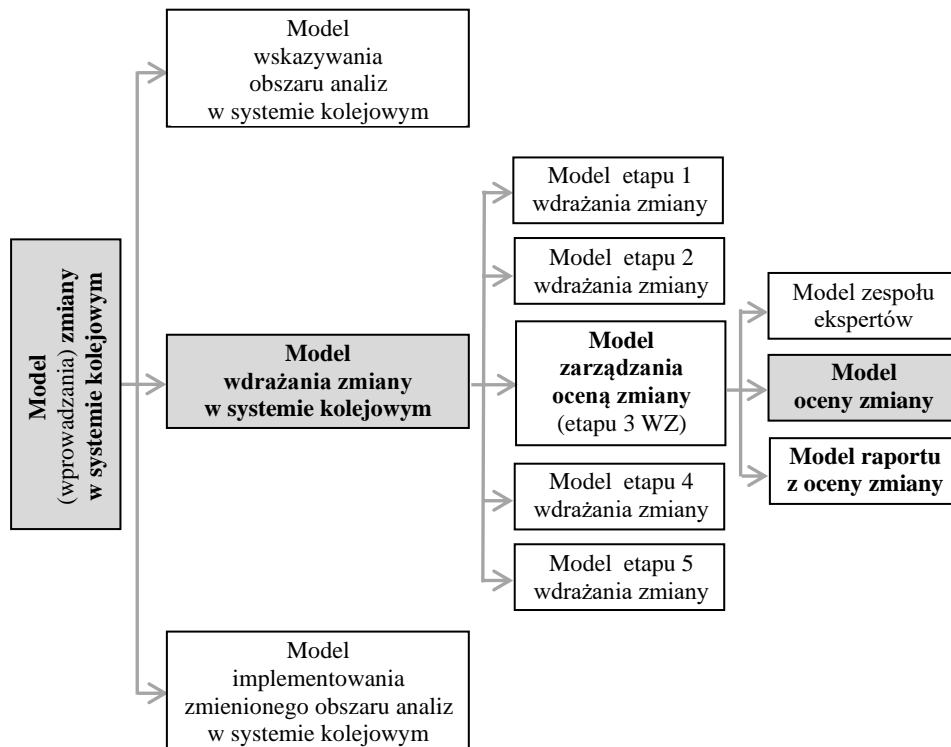 Model
(wprowadzania) zmiany
w systemie kolejowym
Model
wskazywania
obszaru analiz
w systemie kolejowym
Model
wdrażania zmiany
w systemie kolejowym
Model
implementowania
zmienionego obszaru analiz
w systemie kolejowym
Model etapu 1
wdrażania zmiany
Model etapu 2
wdrażania zmiany
Model
zarządzania
oceną zmiany
(etapu 3 WZ)
Model etapu 4
wdrażania zmiany
Model etapu 5
wdrażania zmiany
Model zespołu
ekspertów
Model
oceny zmiany
Model raportu
z oceny zmiany